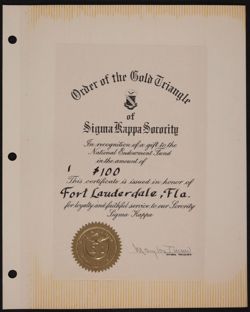 Order of the Gold Triangle
of
Sigma Kappa Sorority
In recognition of a gift to the
National Endowment Fund
in the amount of
$100
This certificate is issued in honor of
Fort Lauderdale, Fla.
for loyalty and faithful service to our Sorority
Sigma Kappa